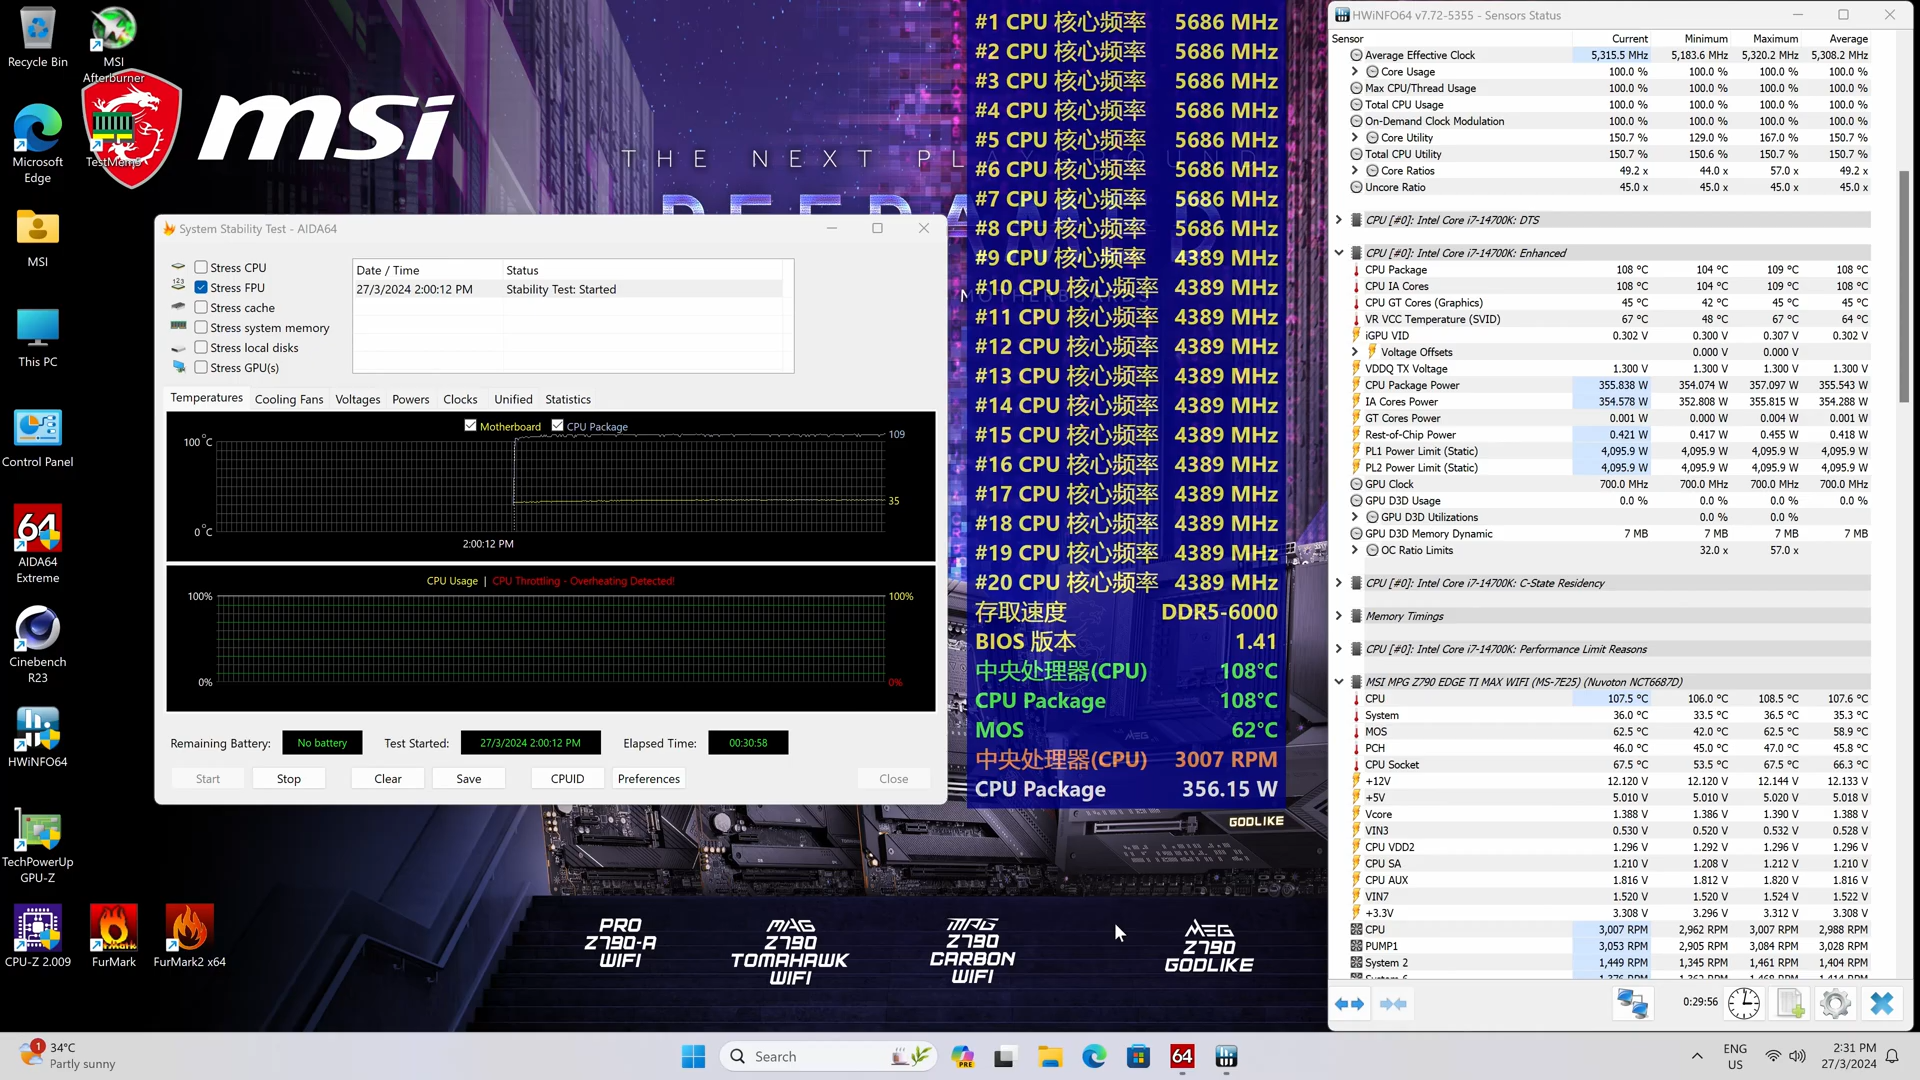 Recycle Bin
MSI
Afterburner
Microsoft
Edge
TestMem5
MSI
This PC
Control Panel
64
AIDA64
Extreme
Cinebench
R23
HWiNFO64
TechPowerUp
GPU-Z
CPU-Z 2.009
FurMark
FurMark2 x64
msi
System Stability Test - AIDA64
Stress CPU
Stress FPU
Stress cache
Stress system memory
Stress local disks
Stress GPU(s)
Date / Time Status
27/3/2024 2:00:12 PM Stability Test: Started
Temperatures Cooling Fans Voltages Powers Clocks Unified Statistics
Motherboard CPU Package
100°C
109
35
0°C
2:00:12 PM
CPU Usage | CPU Throttling - Overheating Detected!
100% 100%
0% 0%
Remaining Battery: No battery Test Started: 27/3/2024 2:00:12 PM Elapsed Time: 00:30:58
Start Stop Clear Save CPUID Preferences Close
#1 CPU 核心频率 5686 MHz
#2 CPU 核心频率 5686 MHz
#3 CPU 核心频率 5686 MHz
#4 CPU 核心频率 5686 MHz
#5 CPU 核心频率 5686 MHz
#6 CPU 核心频率 5686 MHz
#7 CPU 核心频率 5686 MHz
#8 CPU 核心频率 5686 MHz
#9 CPU 核心频率 4389 MHz
#10 CPU 核心频率 4389 MHz
#11 CPU 核心频率 4389 MHz
#12 CPU 核心频率 4389 MHz
#13 CPU 核心频率 4389 MHz
#14 CPU 核心频率 4389 MHz
#15 CPU 核心频率 4389 MHz
#16 CPU 核心频率 4389 MHz
#17 CPU 核心频率 4389 MHz
#18 CPU 核心频率 4389 MHz
#19 CPU 核心频率 4389 MHz
#20 CPU 核心频率 4389 MHz
存取速度 DDR5-6000
BIOS 版本 1.41
中央处理器(CPU) 108°C
CPU Package 108°C
MOS 62°C
中央处理器(CPU) 3007 RPM
CPU Package 356.15 W
THE NEXT
GODLIKE
PRO
Z790-A
WIFI
MAG
Z790
TOMAHAWK
WIFI
MPG
Z790
CARBON
WIFI
MEG
Z790
GODLIKE
HWiNFO64 v7.72-5355 - Sensors Status
Sensor Current Minimum Maximum Average
Average Effective Clock 5,315.5 MHz 5,183.6 MHz 5,320.2 MHz 5,308.2 MHz
Core Usage 100.0 % 100.0 % 100.0 % 100.0 %
Max CPU/Thread Usage 100.0 % 100.0 % 100.0 % 100.0 %
Total CPU Usage 100.0 % 100.0 % 100.0 % 100.0 %
On-Demand Clock Modulation 100.0 % 100.0 % 100.0 % 100.0 %
Core Utility 150.7 % 129.0 % 167.0 % 150.7 %
Total CPU Utility 150.7 % 150.6 % 150.7 % 150.7 %
Core Ratios 49.2 x 44.0 x 57.0 x 49.2 x
Uncore Ratio 45.0 x 45.0 x 45.0 x 45.0 x
CPU [#0]: Intel Core i7-14700K: DTS
CPU [#0]: Intel Core i7-14700K: Enhanced
CPU Package 108 °C 104 °C 109 °C 108 °C
CPU IA Cores 108 °C 104 °C 109 °C 108 °C
CPU GT Cores (Graphics) 45 °C 42 °C 45 °C 45 °C
VR VCC Temperature (SVID) 67 °C 48 °C 67 °C 64 °C
iGPU VID 0.302 V 0.300 V 0.307 V 0.302 V
Voltage Offsets 0.000 V 0.000 V
VDDQ TX Voltage 1.300 V 1.300 V 1.300 V 1.300 V
CPU Package Power 355.838 W 354.074 W 357.097 W 355.543 W
IA Cores Power 354.578 W 352.808 W 355.815 W 354.288 W
GT Cores Power 0.001 W 0.000 W 0.004 W 0.001 W
Rest-of-Chip Power 0.421 W 0.417 W 0.455 W 0.418 W
PL1 Power Limit (Static) 4,095.9 W 4,095.9 W 4,095.9 W 4,095.9 W
PL2 Power Limit (Static) 4,095.9 W 4,095.9 W 4,095.9 W 4,095.9 W
GPU Clock 700.0 MHz 700.0 MHz 700.0 MHz 700.0 MHz
GPU D3D Usage 0.0 % 0.0 % 0.0 % 0.0 %
GPU D3D Utilizations 0.0 % 0.0 %
GPU D3D Memory Dynamic 7 MB 7 MB 7 MB 7 MB
OC Ratio Limits 32.0 x 57.0 x
CPU [#0]: Intel Core i7-14700K: C-State Residency
Memory Timings
CPU [#0]: Intel Core i7-14700K: Performance Limit Reasons
MSI MPG Z790 EDGE TI MAX WIFI (MS-7E25) (Nuvoton NCT6687D)
CPU 107.5 °C 106.0 °C 108.5 °C 107.6 °C
System 36.0 °C 33.5 °C 36.5 °C 35.3 °C
MOS 62.5 °C 42.0 °C 62.5 °C 58.9 °C
PCH 46.0 °C 45.0 °C 47.0 °C 45.8 °C
CPU Socket 67.5 °C 53.5 °C 67.5 °C 66.3 °C
+12V 12.120 V 12.120 V 12.144 V 12.133 V
+5V 5.010 V 5.010 V 5.020 V 5.018 V
Vcore 1.388 V 1.386 V 1.390 V 1.388 V
VIN3 0.530 V 0.520 V 0.532 V 0.528 V
CPU VDD2 1.296 V 1.292 V 1.296 V 1.296 V
CPU SA 1.210 V 1.208 V 1.212 V 1.210 V
CPU AUX 1.816 V 1.812 V 1.820 V 1.816 V
VIN7 1.520 V 1.520 V 1.524 V 1.522 V
+3.3V 3.308 V 3.296 V 3.312 V 3.308 V
CPU 3,007 RPM 2,962 RPM 3,007 RPM 2,988 RPM
PUMP1 3,053 RPM 2,905 RPM 3,084 RPM 3,028 RPM
System 2 1,449 RPM 1,345 RPM 1,461 RPM 1,404 RPM
0:29:56
1
34°C
Partly sunny
Search
PRE
64
ENG
US
2:31 PM
27/3/2024